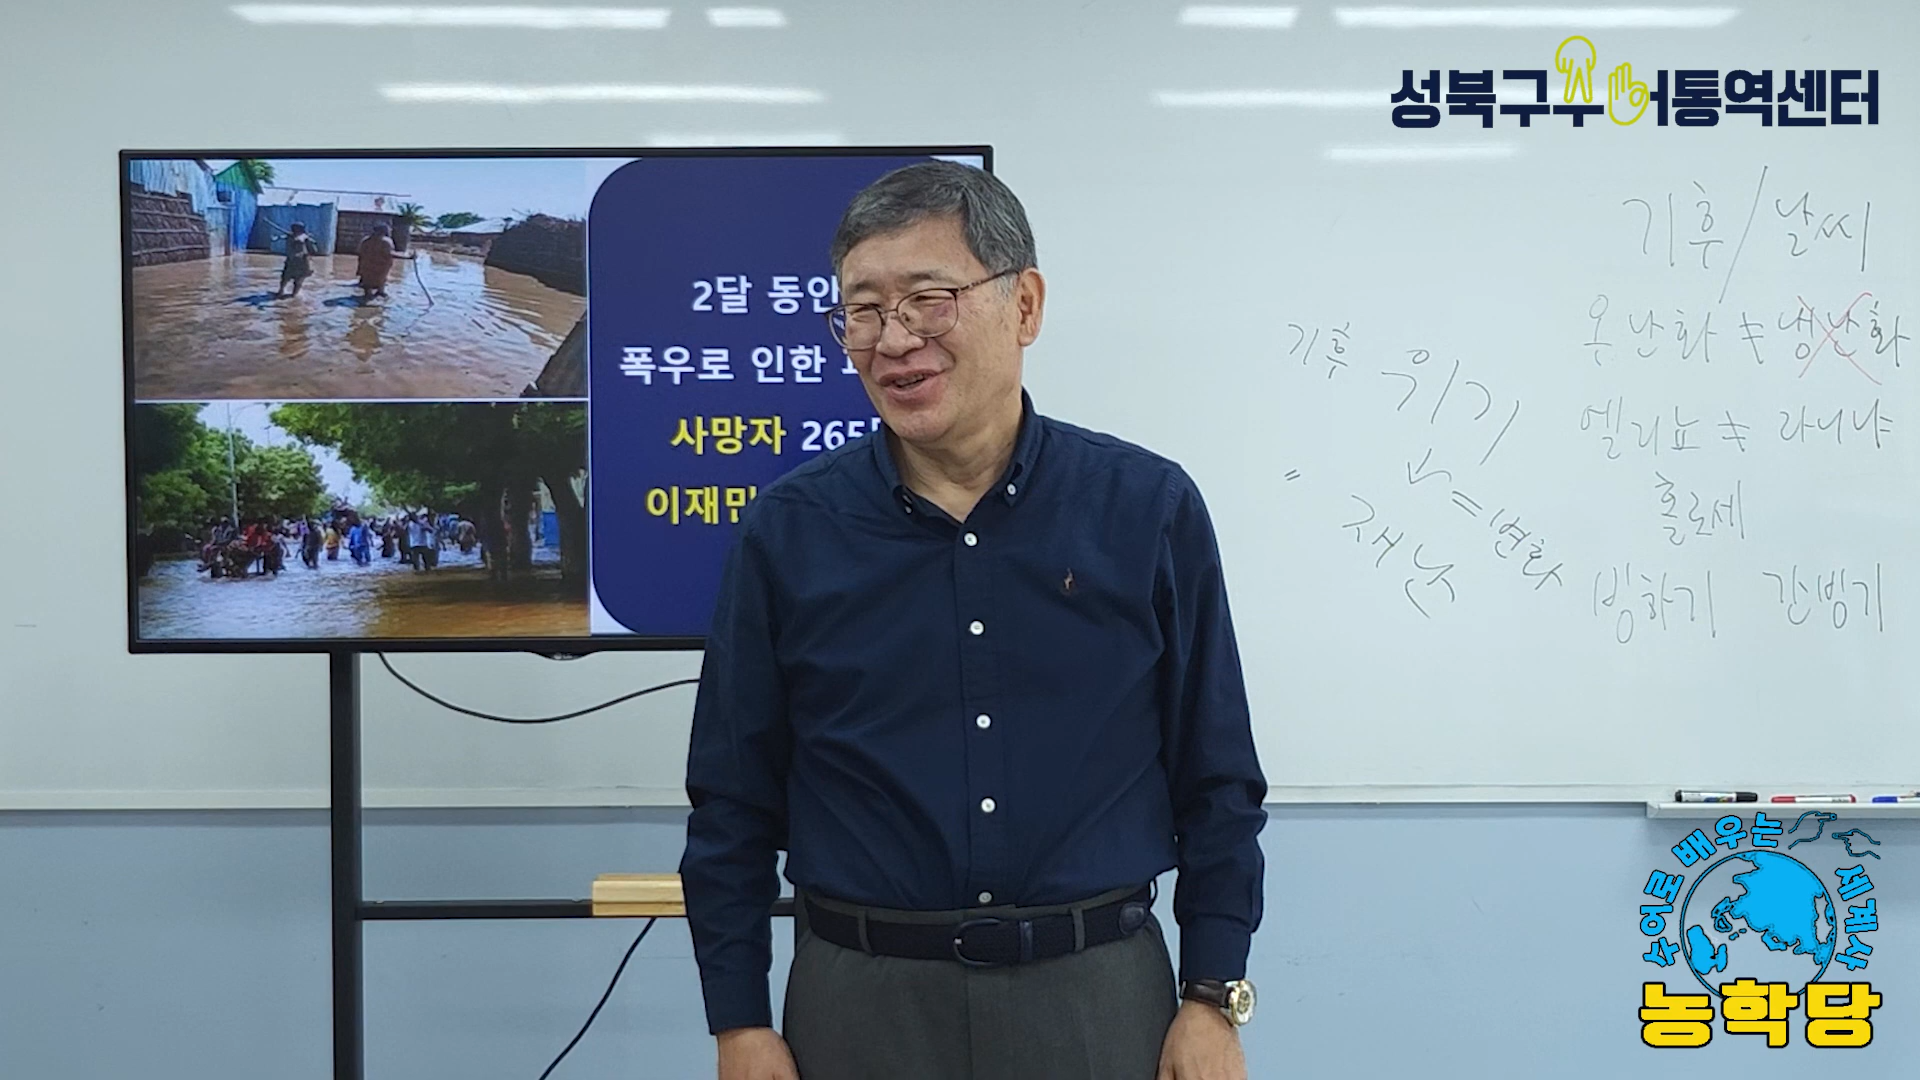 성북구수어통역센터
2달 동안
폭우로 인한
사망자 265
이재민
기후/날씨
온난화 ≠ 냉난화
엘리뇨 ≠ 라니냐
홀로세
빙하기 간빙기
기후 위기
= 재난 = 변화
수어로 배우는 세계사
농학당